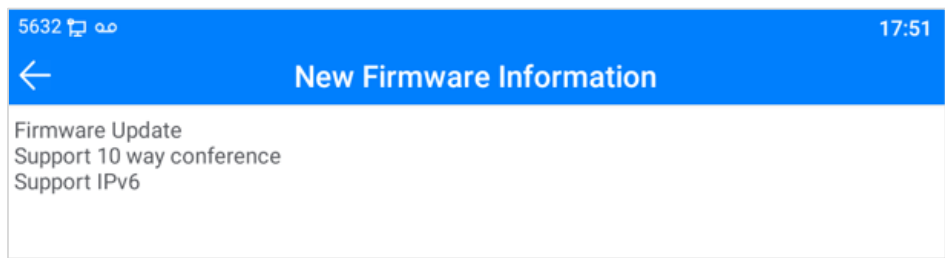 5632
17:51
New Firmware Information
Firmware Update
Support 10 way conference
Support IPv6